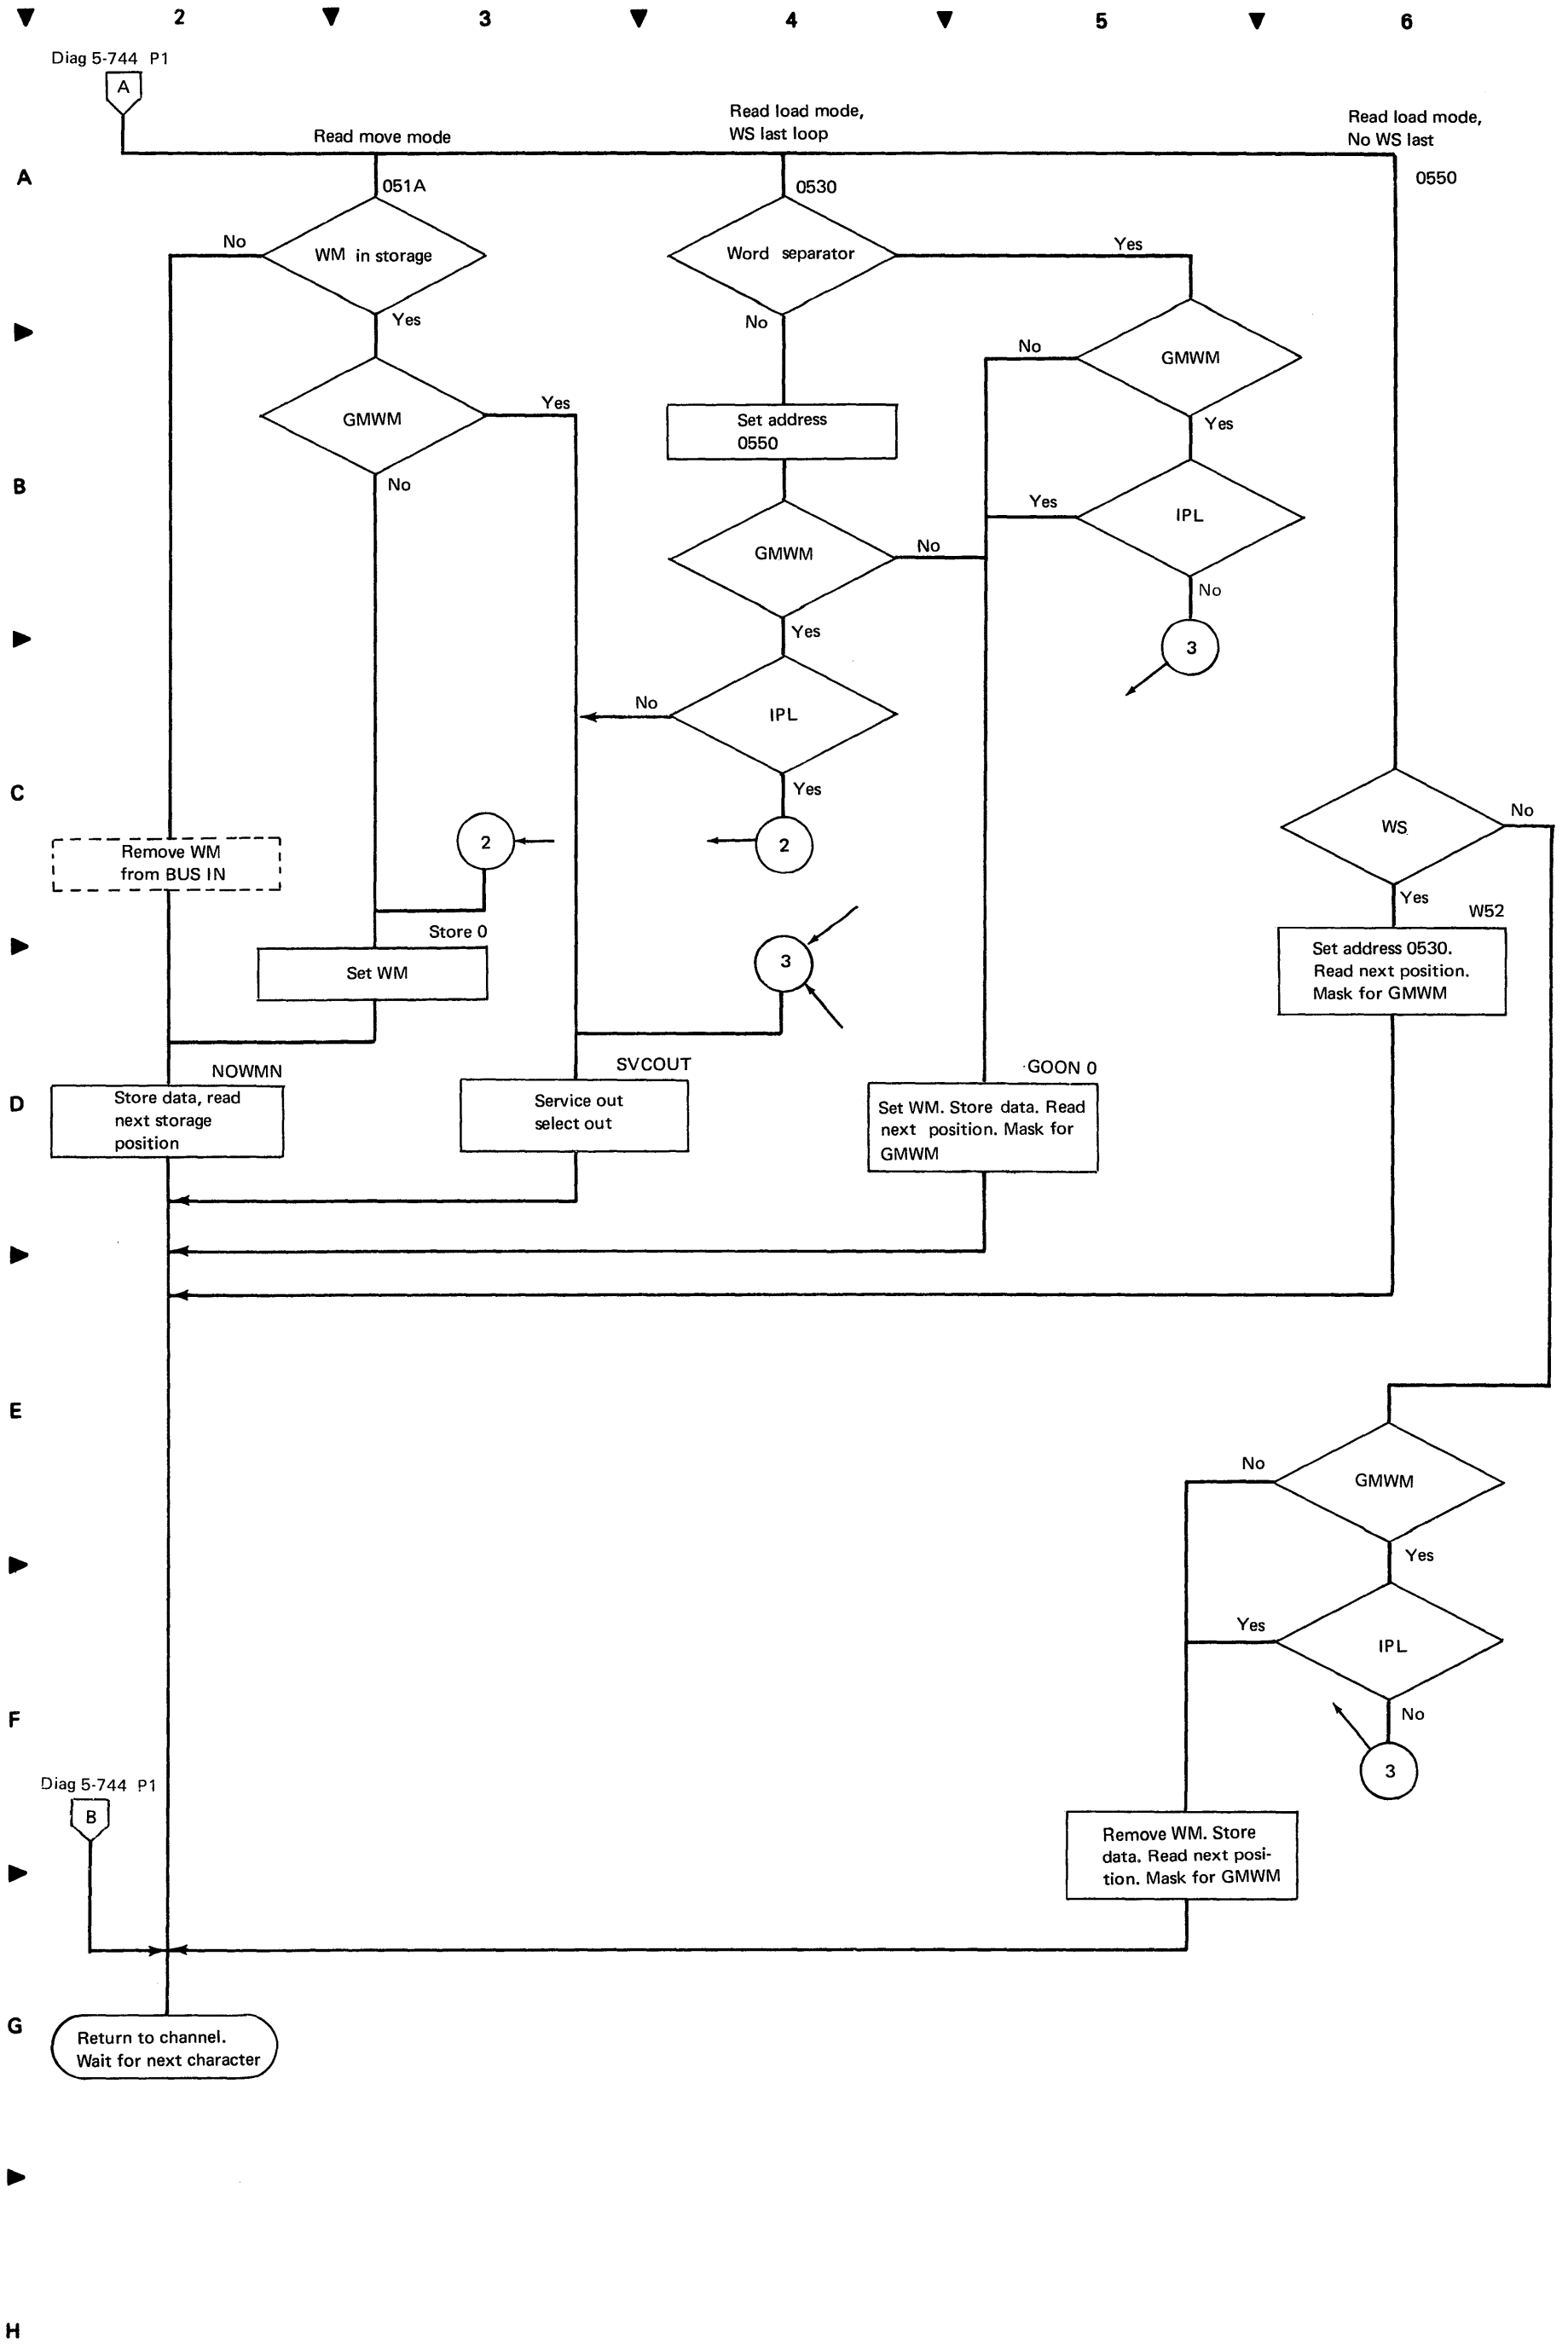 2 3 4 5 6
Diag 5-744 P1
A
Read move mode
Read load mode,
WS last loop
Read load mode,
No WS last
A
051A
0530
0550
No
WM in storage
Yes
Word separator
Yes
No
No
GMWM
Yes
GMWM
Yes
No
Set address
0550
B
Yes
IPL
No
GMWM
No
Yes
3
No
IPL
Yes
C
2
2
WS
No
Yes
Remove WM
from BUS IN
W52
Store 0
Set WM
3
Set address 0530.
Read next position.
Mask for GMWM
NOWMN
SVCOUT
GOON 0
D
Store data, read
next storage
position
Service out
select out
Set WM. Store data. Read
next position. Mask for
GMWM
E
No
GMWM
Yes
Yes
IPL
F
No
3
Diag 5-744 P1
B
Remove WM. Store
data. Read next posi-
tion. Mask for GMWM
G
Return to channel.
Wait for next character
H